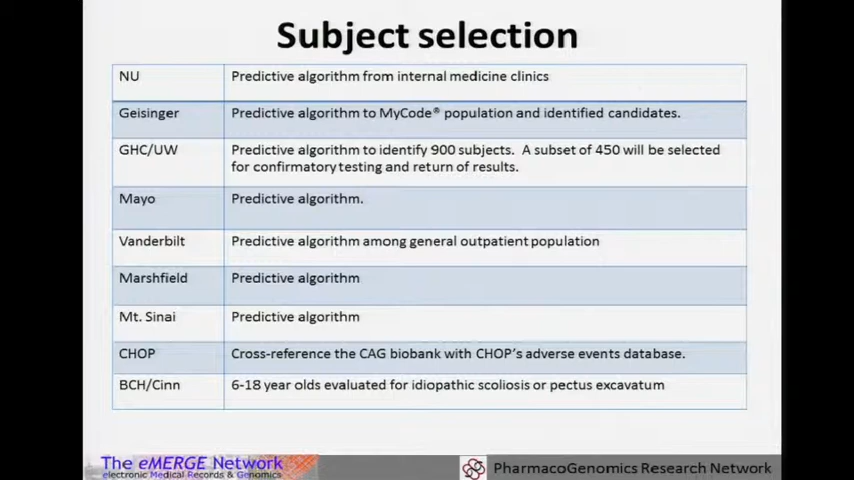 Subject selection
NU Predictive algorithm from internal medicine clinics
Geisinger Predictive algorithm to MyCode® population and identified candidates.
GHC/UW Predictive algorithm to identify 900 subjects. A subset of 450 will be selected
for confirmatory testing and return of results.
Mayo Predictive algorithm.
Vanderbilt Predictive algorithm among general outpatient population
Marshfield Predictive algorithm
Mt. Sinai Predictive algorithm
CHOP Cross-reference the CAG biobank with CHOP's adverse events database.
BCH/Cinn 6-18 year olds evaluated for idiopathic scoliosis or pectus excavatum
The eMERGE Network
electronic Medical Records & Genomics
PharmacoGenomics Research Network